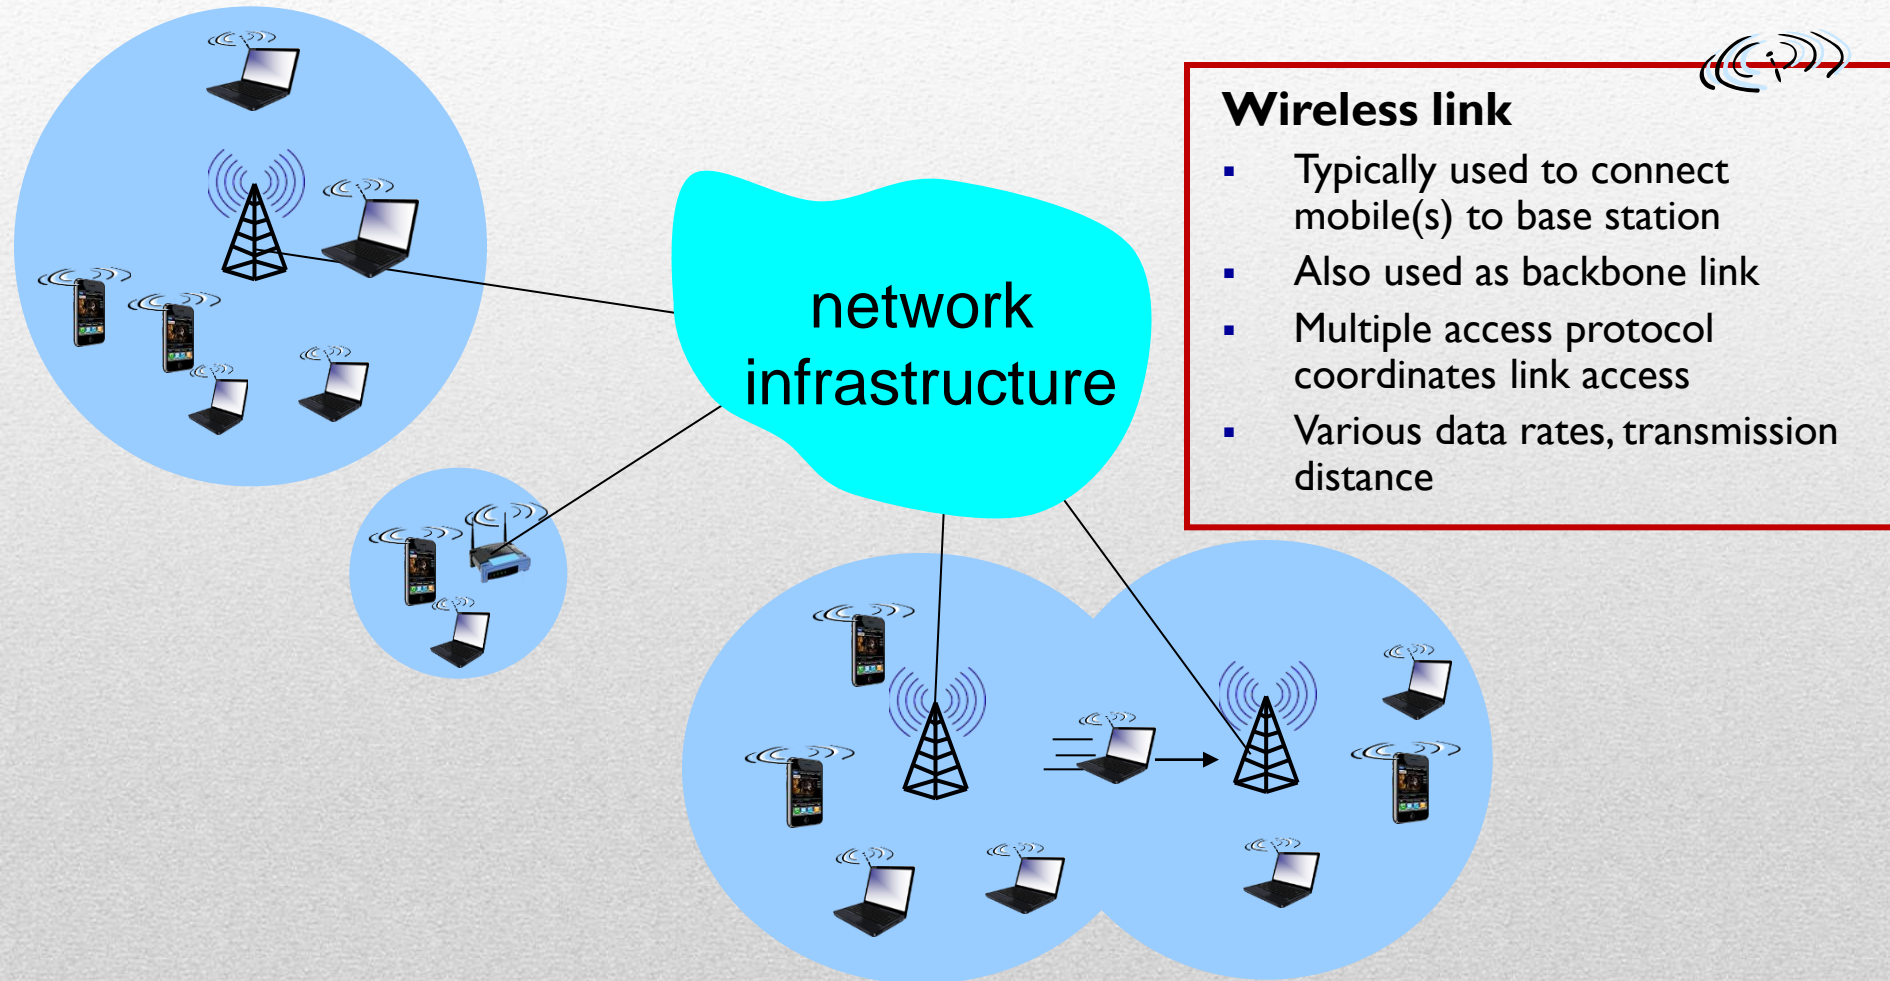 Wireless link
▪ Typically used to connect
mobile(s) to base station
▪ Also used as backbone link
▪ Multiple access protocol
coordinates link access
▪ Various data rates, transmission
distance
network
infrastructure